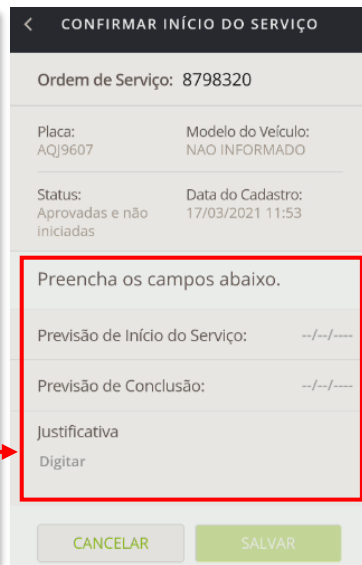 < CONFIRMAR INÍCIO DO SERVIÇO
Ordem de Serviço: 8798320
Placa: Modelo do Veículo:
AQJ9607 NAO INFORMADO
Status: Data do Cadastro:
Aprovadas e não 17/03/2021 11:53
iniciadas
Preencha os campos abaixo.
Previsão de Início do Serviço: --/--/----
Previsão de Conclusão: --/--/----
Justificativa
Digitar
CANCELAR SALVAR